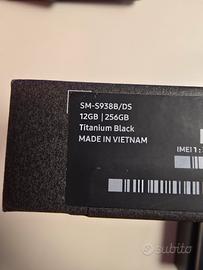 SM-S938B/DS
12GB | 256GB
Titanium Black
MADE IN VIETNAM
IMEI 1:
subito